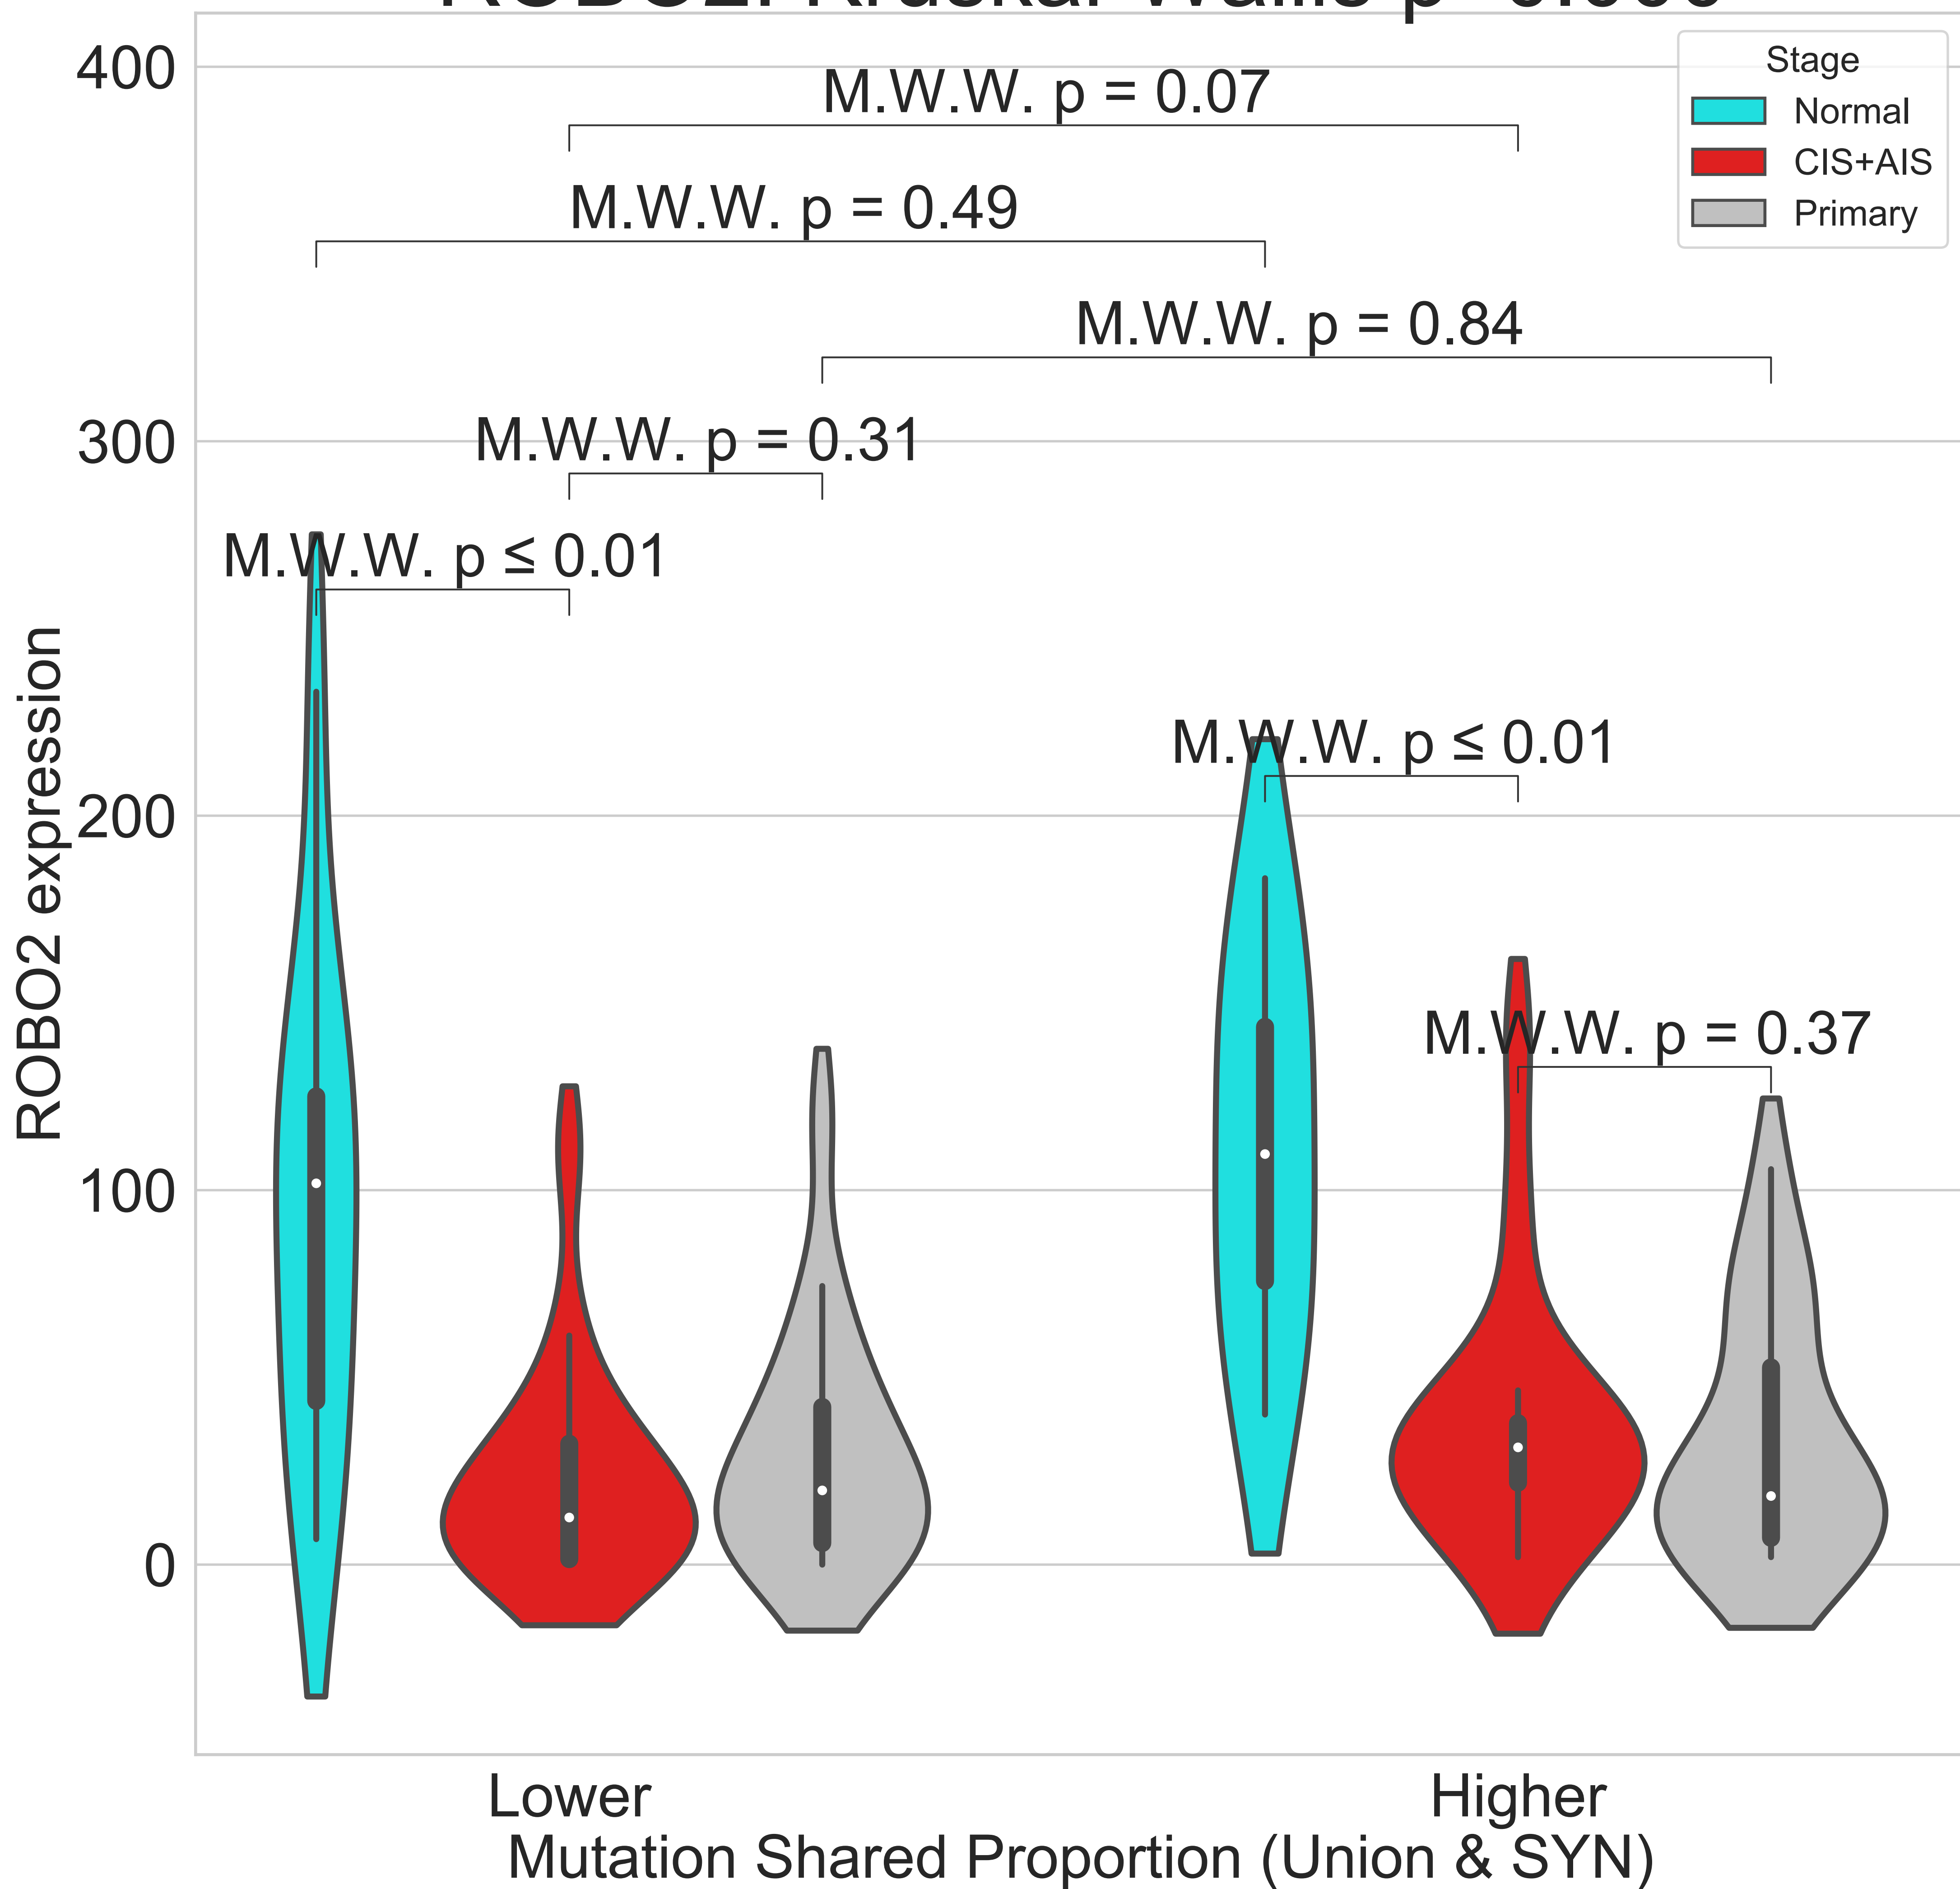 400
300
200
100
0
ROBO2 expression
M.W.W. p = 0.07
M.W.W. p = 0.49
M.W.W. p = 0.84
M.W.W. p = 0.31
M.W.W. p ≤ 0.01
M.W.W. p ≤ 0.01
M.W.W. p = 0.37
Stage
Normal
CIS+AIS
Primary
Lower
Higher
Mutation Shared Proportion (Union & SYN)